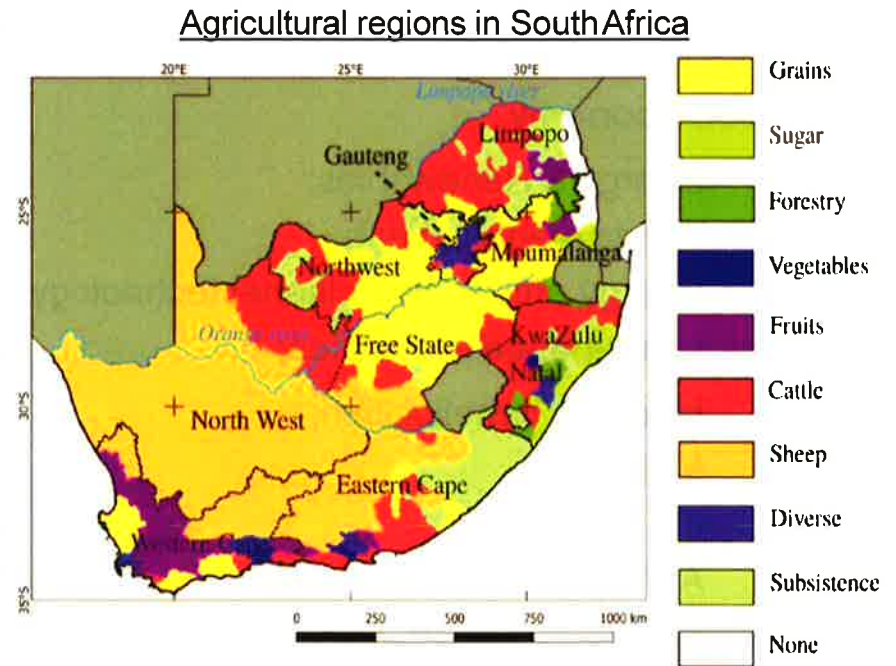 Agricultural regions in South Africa
20°E
25°E
30°E
Limpopo river
Limpopo
Gauteng
25°S
Mpumalanga
Northwest
Orange river
Free State
KwaZulu
Natal
30°S
North West
Eastern Cape
Western Cape
35°S
0
250
500
750
1000 km
Grains
Sugar
Forestry
Vegetables
Fruits
Cattle
Sheep
Diverse
Subsistence
None